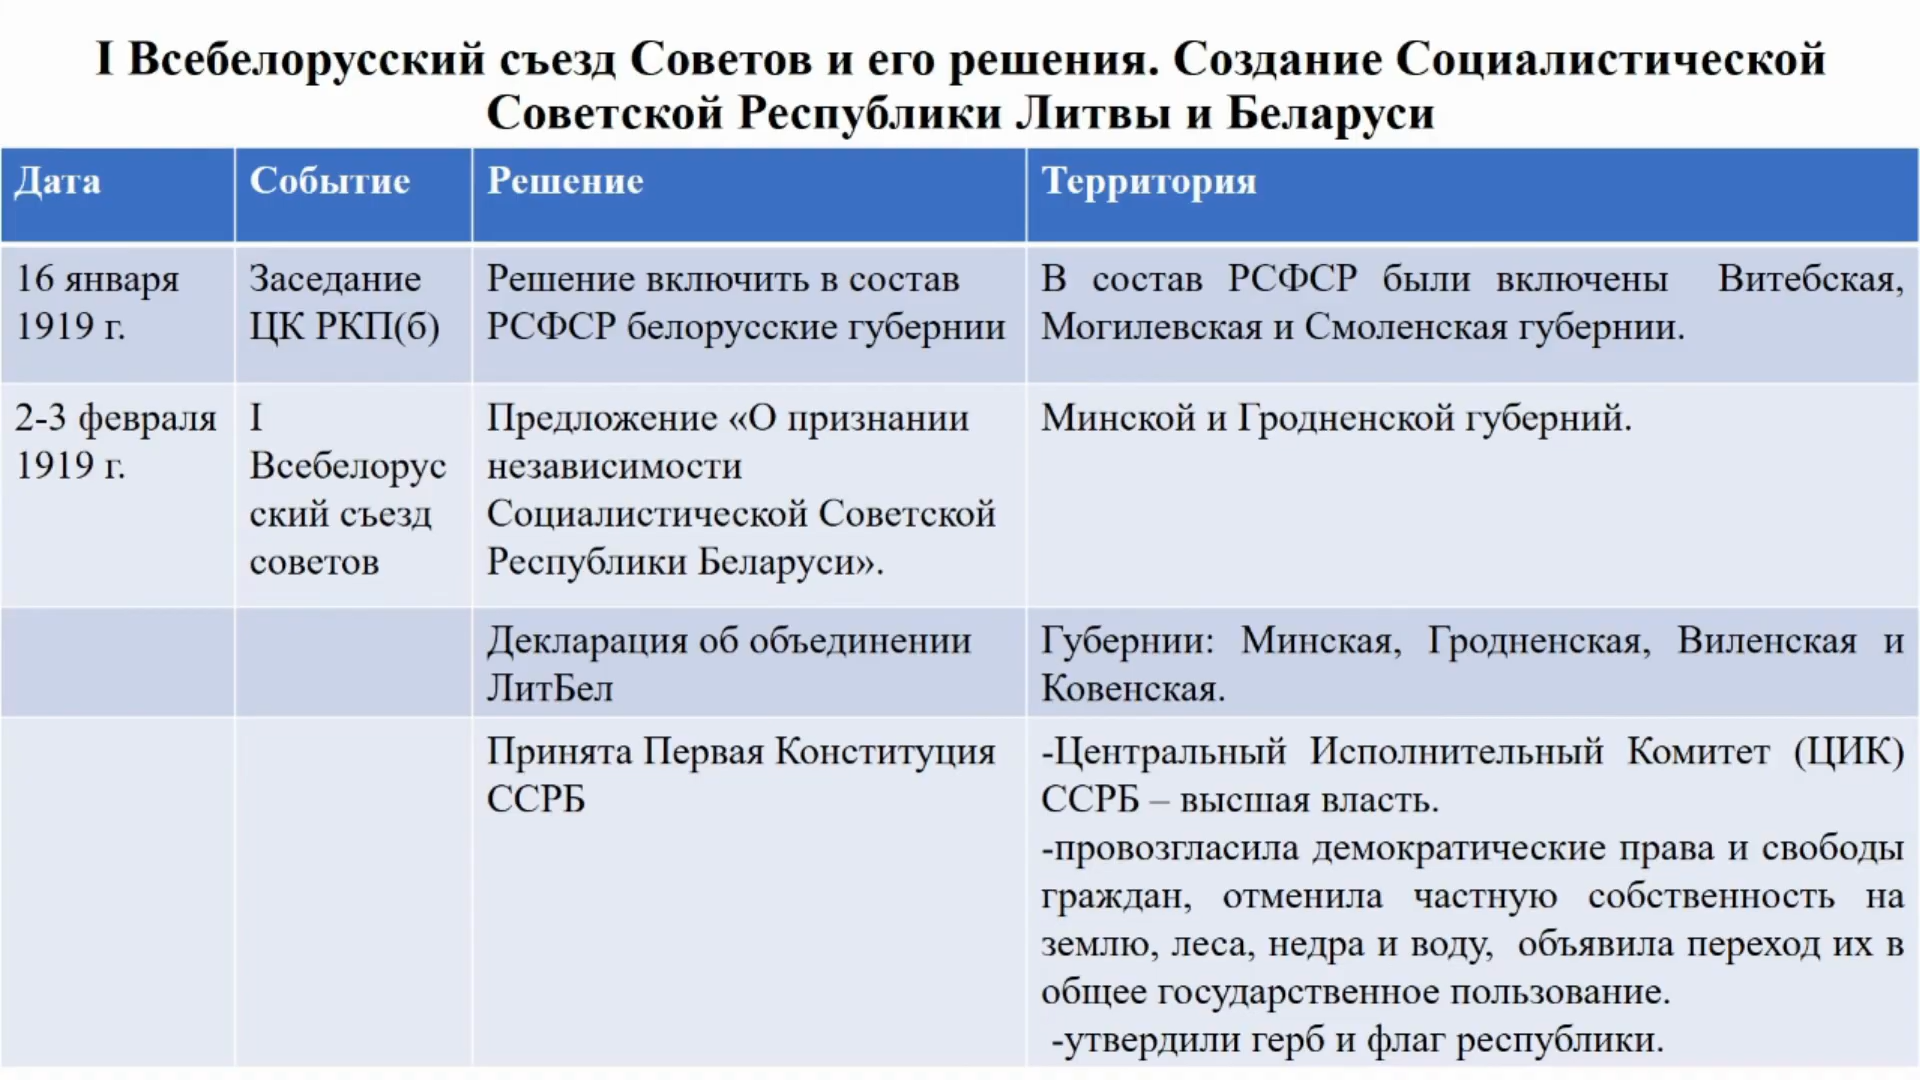 I Всебелорусский съезд Советов и его решения. Создание Социалистической
Советской Республики Литвы и Беларуси
Дата
Событие
Решение
Территория
16 января
1919 г.
Заседание
ЦК РКП(б)
Решение включить в состав
РСФСР белорусские губернии
В состав РСФСР были включены Витебская,
Могилевская и Смоленская губернии.
2-3 февраля
1919 г.
I
Всебелорус
ский съезд
советов
Предложение «О признании
независимости
Социалистической Советской
Республики Беларуси».
Минской и Гродненской губерний.
Декларация об объединении
ЛитБел
Губернии: Минская, Гродненская, Виленская и
Ковенская.
Принята Первая Конституция
ССРБ
-Центральный Исполнительный Комитет (ЦИК)
ССРБ – высшая власть.
-провозгласила демократические права и свободы
граждан, отменила частную собственность на
землю, леса, недра и воду, объявила переход их в
общее государственное пользование.
-утвердили герб и флаг республики.